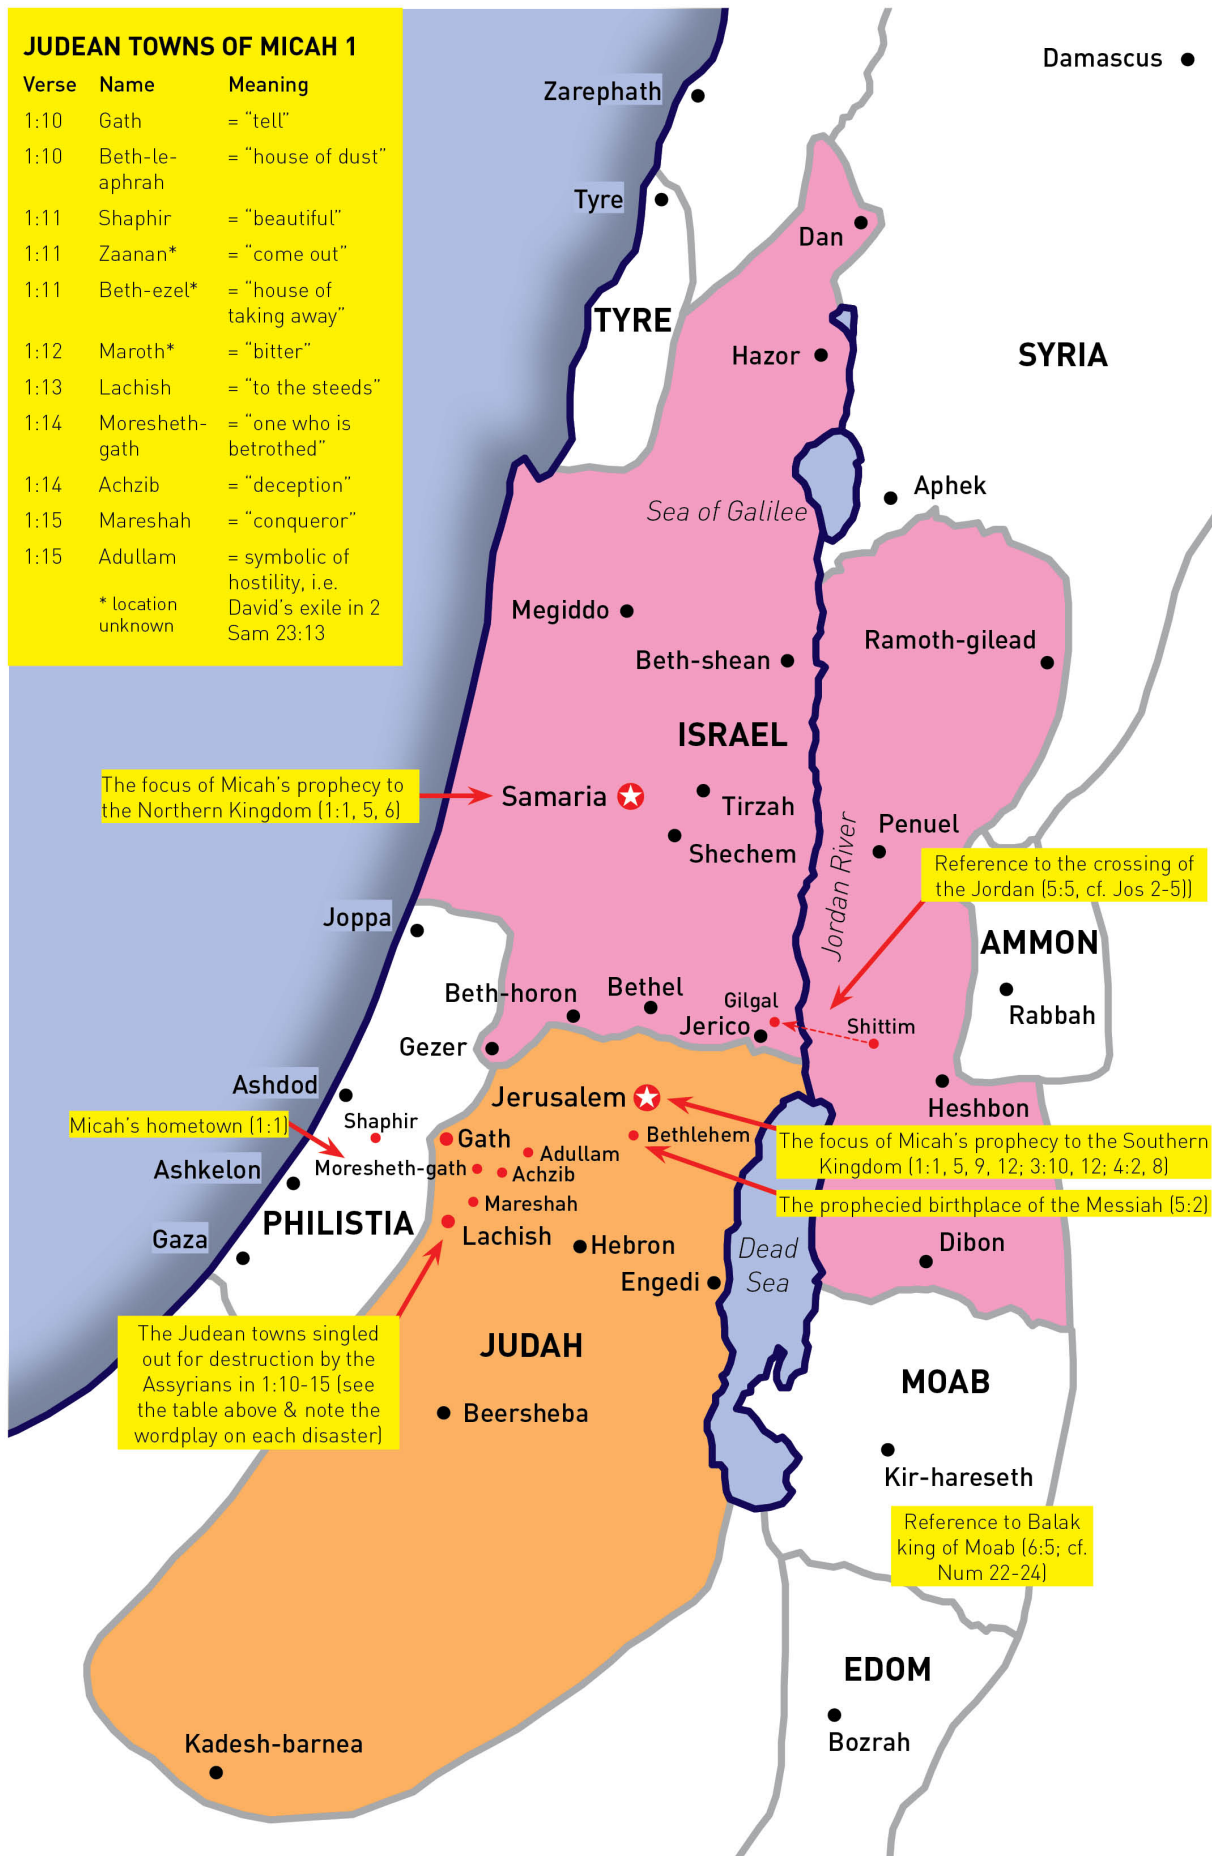 JUDEAN TOWNS OF MICAH 1
Verse Name Meaning
1:10 Gath = “tell”
1:10 Beth-le- = “house of dust”
aphrah
1:11 Shaphir = “beautiful”
1:11 Zaanan* = “come out”
1:11 Beth-ezel* = “house of
taking away”
1:12 Maroth* = “bitter”
1:13 Lachish = “to the steeds”
1:14 Moresheth- = “one who is
gath betrothed”
1:14 Achzib = “deception”
1:15 Mareshah = “conqueror”
1:15 Adullam = symbolic of
hostility, i.e.
* location David’s exile in 2
unknown Sam 23:13
Damascus
Zarephath
Tyre
Dan
TYRE
Hazor
SYRIA
Aphek
Sea of Galilee
Megiddo
Ramoth-gilead
Beth-shean
ISRAEL
The focus of Micah’s prophecy to
the Northern Kingdom (1:1, 5, 6)
Samaria
Tirzah
Shechem
Jordan River
Penuel
Reference to the crossing of
the Jordan (5:5, cf. Jos 2-5))
Joppa
AMMON
Rabbah
Beth-horon
Bethel
Gilgal
Jerico
Shittim
Gezer
Ashdod
Jerusalem
Heshbon
Micah’s hometown (1:1)
Shaphir
Gath
Bethlehem
The focus of Micah’s prophecy to the Southern
Kingdom (1:1, 5, 9, 12; 3:10, 12; 4:2, 8)
Adullam
Moresheth-gath
Achzib
Ashkelon
Mareshah
The prophecied birthplace of the Messiah (5:2)
PHILISTIA
Lachish
Gaza
Hebron
Dead
Sea
Dibon
Engedi
The Judean towns singled
out for destruction by the
Assyrians in 1:10-15 (see
the table above & note the
wordplay on each disaster)
JUDAH
MOAB
Beersheba
Kir-hareseth
Reference to Balak
king of Moab (6:5; cf.
Num 22-24)
EDOM
Bozrah
Kadesh-barnea